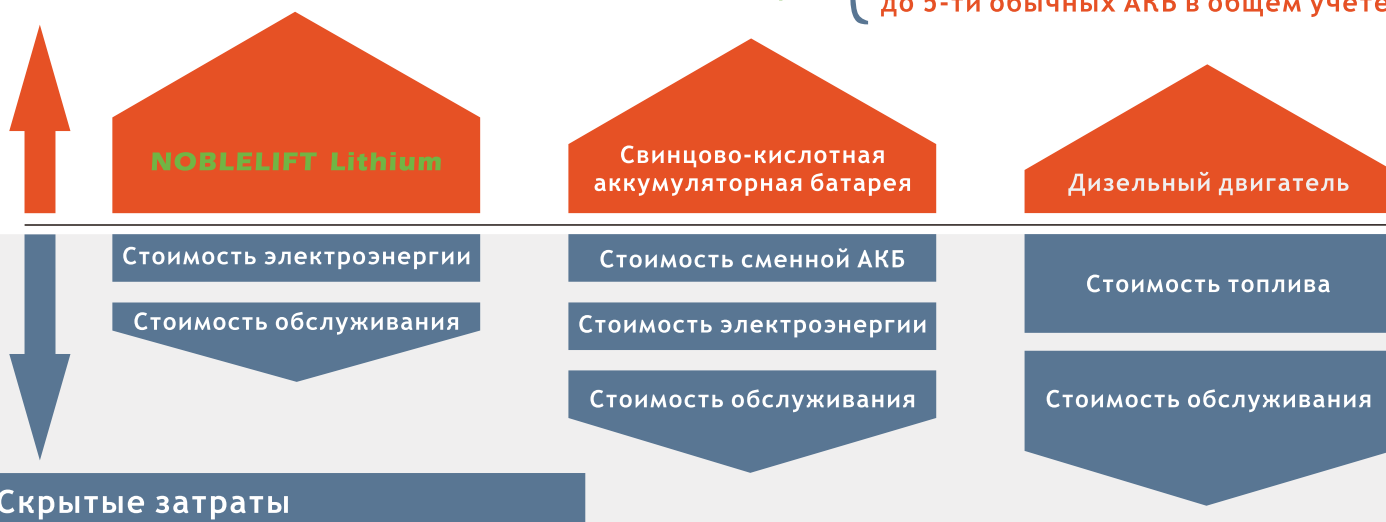 до 5-ти обычных АКБ в общем учете
NOBLELIFT Lithium
Свинцово-кислотная
аккумуляторная батарея
Дизельный двигатель
Стоимость электроэнергии
Стоимость обслуживания
Стоимость сменной АКБ
Стоимость электроэнергии
Стоимость обслуживания
Стоимость топлива
Стоимость обслуживания
Скрытые затраты